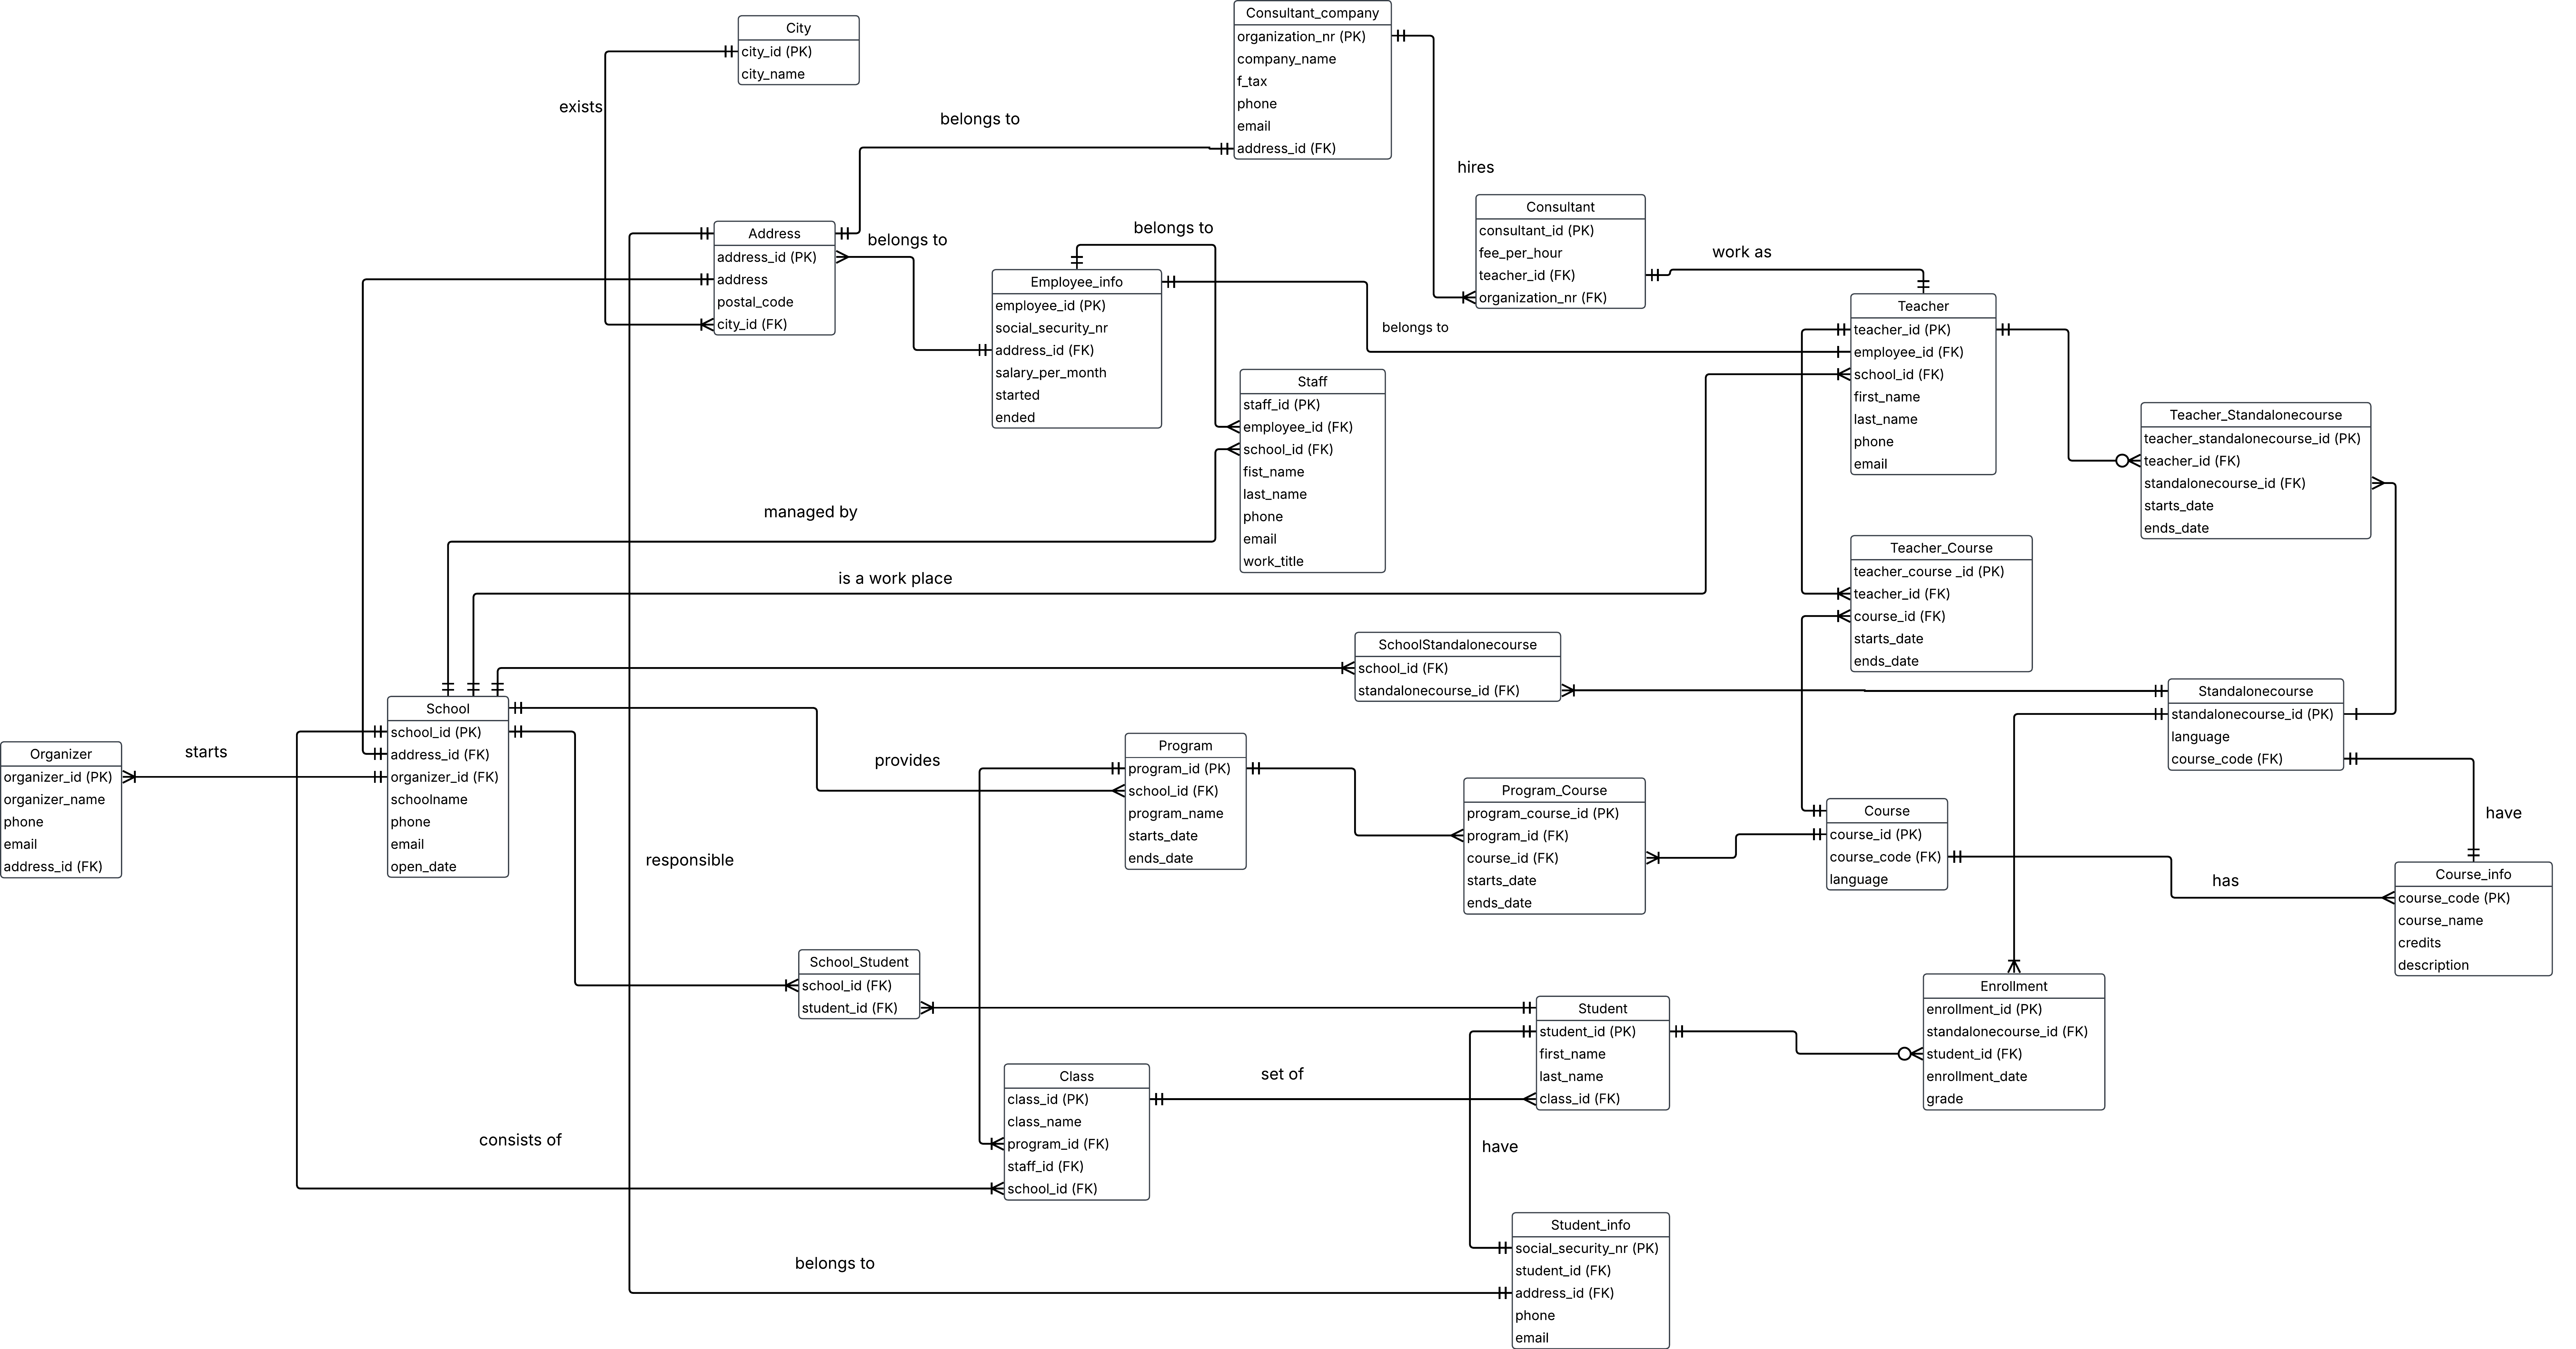 City
city_id (PK)
city_name
exists
Consultant_company
organization_nr (PK)
company_name
f_tax
phone
email
address_id (FK)
belongs to
hires
Consultant
consultant_id (PK)
fee_per_hour
teacher_id (FK)
organization_nr (FK)
work as
Address
address_id (PK)
address
postal_code
city_id (FK)
belongs to
belongs to
Employee_info
employee_id (PK)
social_security_nr
address_id (FK)
salary_per_month
started
ended
belongs to
Teacher
teacher_id (PK)
employee_id (FK)
school_id (FK)
first_name
last_name
phone
email
Staff
staff_id (PK)
employee_id (FK)
school_id (FK)
fist_name
last_name
phone
email
work_title
Teacher_Standalonecourse
teacher_standalonecourse_id (PK)
teacher_id (FK)
standalonecourse_id (FK)
starts_date
ends_date
managed by
is a work place
Teacher_Course
teacher_course _id (PK)
teacher_id (FK)
course_id (FK)
starts_date
ends_date
SchoolStandalonecourse
school_id (FK)
standalonecourse_id (FK)
Standalonecourse
standalonecourse_id (PK)
language
course_code (FK)
School
school_id (PK)
address_id (FK)
organizer_id (FK)
schoolname
phone
email
open_date
Organizer
organizer_id (PK)
organizer_name
phone
email
address_id (FK)
starts
provides
Program
program_id (PK)
school_id (FK)
program_name
starts_date
ends_date
Program_Course
program_course_id (PK)
program_id (FK)
course_id (FK)
starts_date
ends_date
Course
course_id (PK)
course_code (FK)
language
have
has
Course_info
course_code (PK)
course_name
credits
description
responsible
School_Student
school_id (FK)
student_id (FK)
Student
student_id (PK)
first_name
last_name
class_id (FK)
Enrollment
enrollment_id (PK)
standalonecourse_id (FK)
student_id (FK)
enrollment_date
grade
Class
class_id (PK)
class_name
program_id (FK)
staff_id (FK)
school_id (FK)
set of
consists of
have
Student_info
social_security_nr (PK)
student_id (FK)
address_id (FK)
phone
email
belongs to